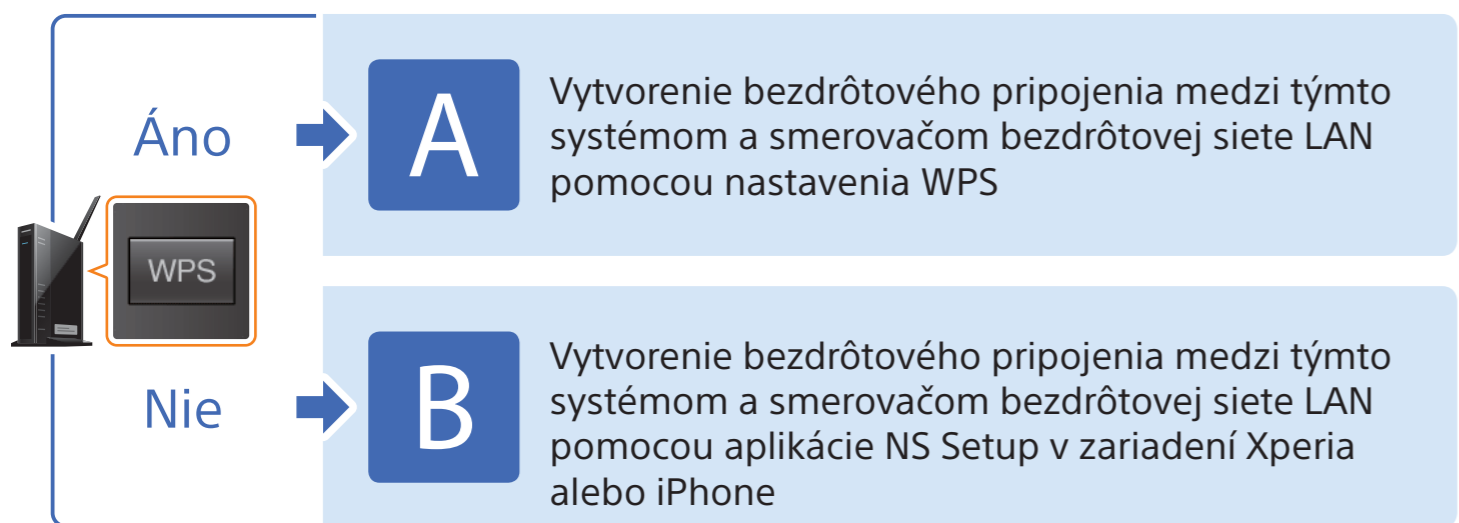 Áno
A
Vytvorenie bezdrôtového pripojenia medzi týmto
systémom a smerovačom bezdrôtovej siete LAN
pomocou nastavenia WPS
WPS
Nie
B
Vytvorenie bezdrôtového pripojenia medzi týmto
systémom a smerovačom bezdrôtovej siete LAN
pomocou aplikácie NS Setup v zariadení Xperia
alebo iPhone